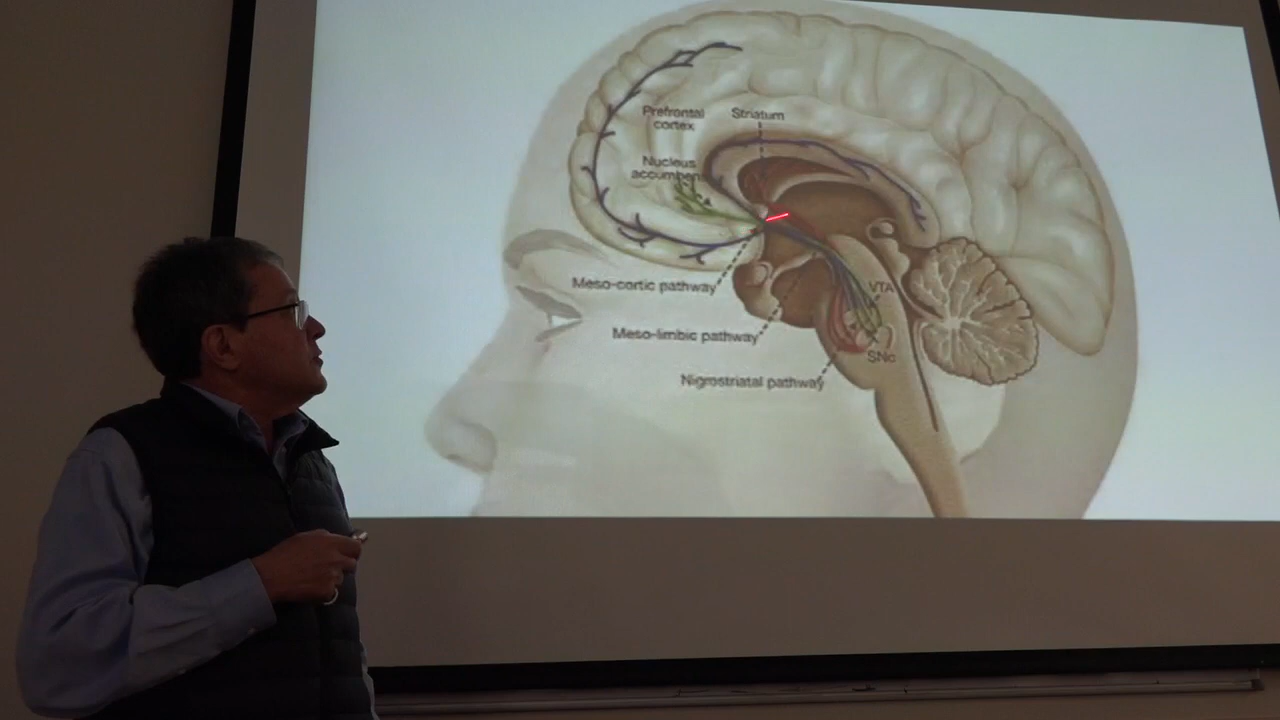 Prefrontal
cortex
Striatum
Nucleus
accumbens
Meso-cortic pathway
VTA
Meso-limbic pathway
SNc
Nigrostriatal pathway